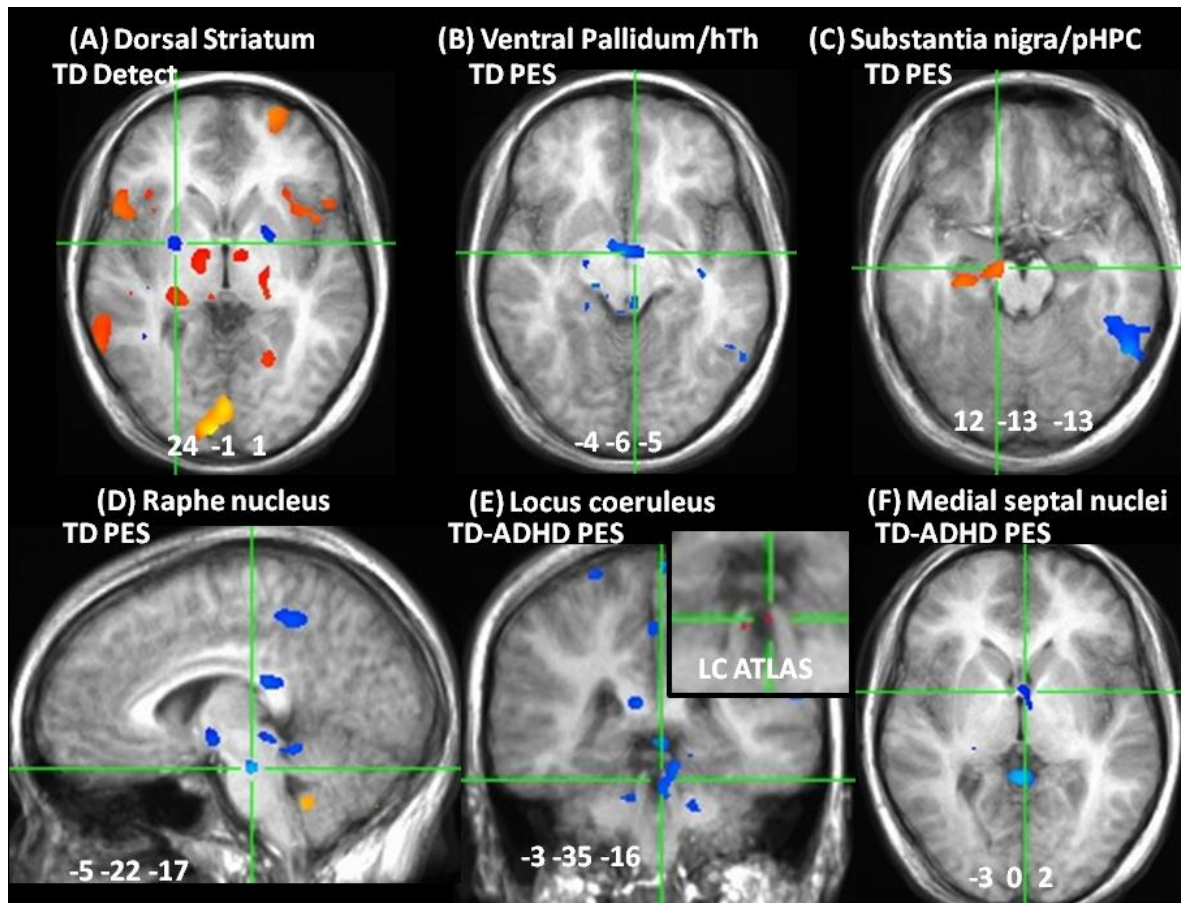 (A) Dorsal Striatum
TD Detect
24 -1 1
(B) Ventral Pallidum/hTh
TD PES
-4 -6 -5
(C) Substantia nigra/pHPC
TD PES
12 -13 -13
(D) Raphe nucleus
TD PES
-5 -22 -17
(E) Locus coeruleus
TD-ADHD PES
LC ATLAS
-3 -35 -16
(F) Medial septal nuclei
TD-ADHD PES
-3 0 2